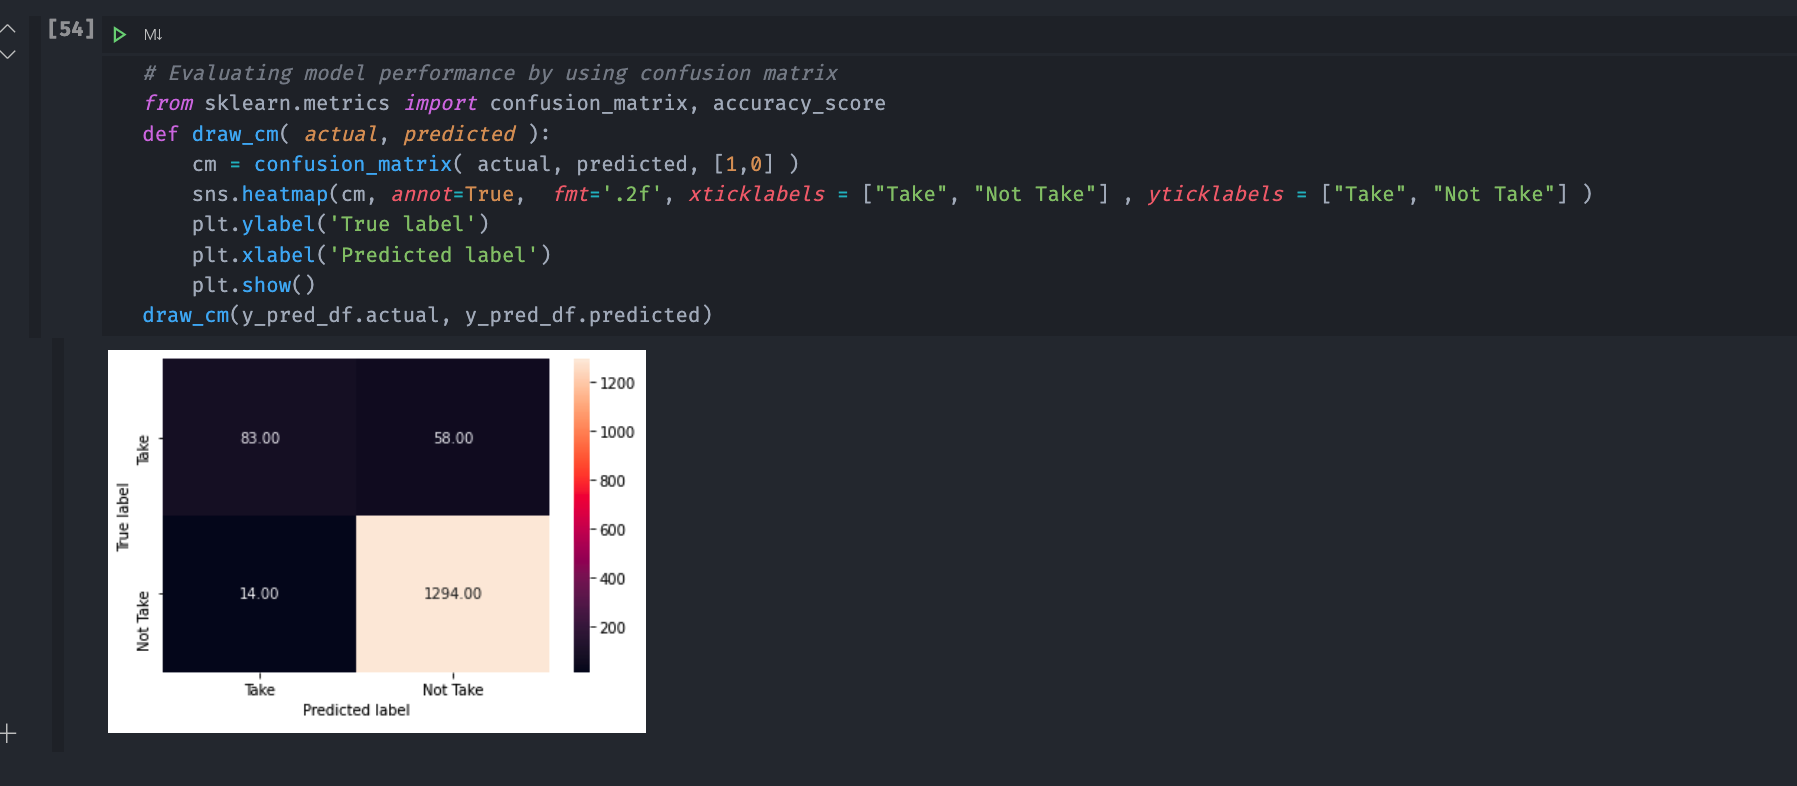 [54]
M↓
# Evaluating model performance by using confusion matrix
from sklearn.metrics import confusion_matrix, accuracy_score
def draw_cm( actual, predicted ):
    cm = confusion_matrix( actual, predicted, [1,0] )
    sns.heatmap(cm, annot=True,  fmt='.2f', xticklabels = ["Take", "Not Take"] , yticklabels = ["Take", "Not Take"] )
    plt.ylabel('True label')
    plt.xlabel('Predicted label')
    plt.show()
draw_cm(y_pred_df.actual, y_pred_df.predicted)
True label
Take
Not Take
83.00 58.00
14.00 1294.00
Take Not Take
Predicted label
1200
1000
800
600
400
200